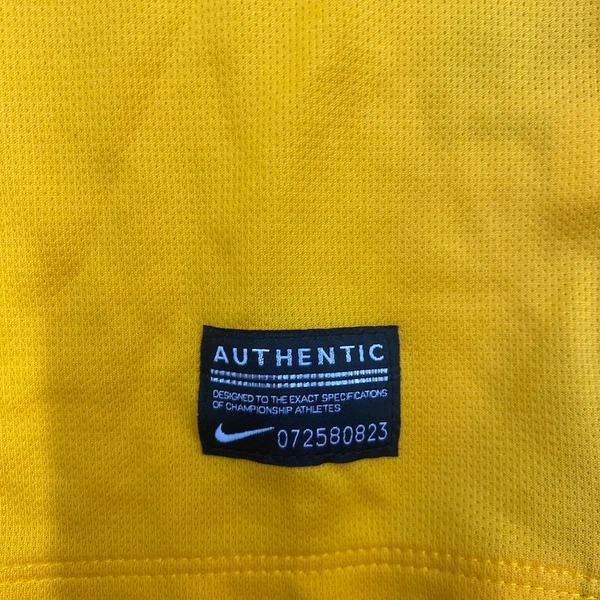 AUTHENTIC
DESIGNED TO THE EXACT SPECIFICATIONS
OF CHAMPIONSHIP ATHLETES
072580823